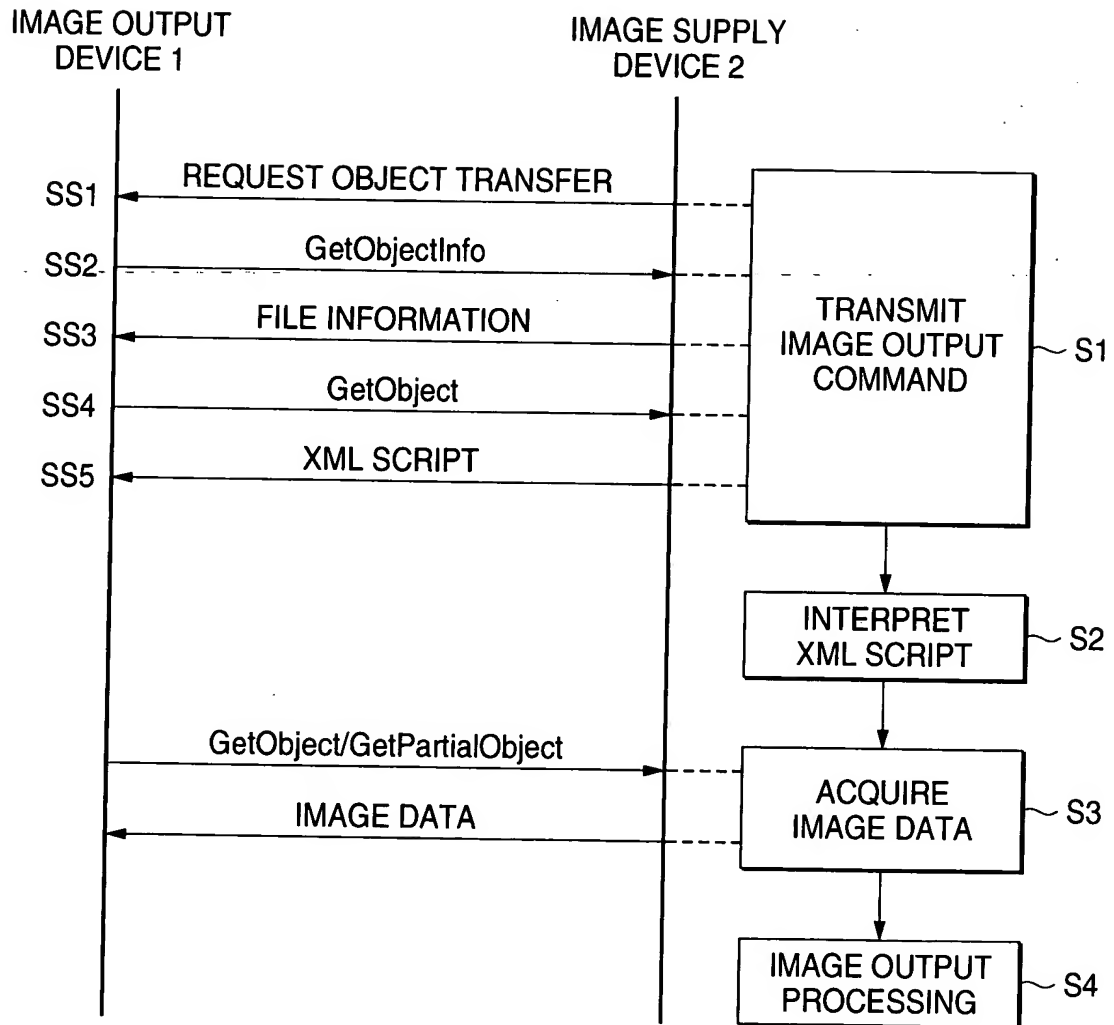 IMAGE OUTPUT
DEVICE 1
IMAGE SUPPLY
DEVICE 2
SS1
REQUEST OBJECT TRANSFER
SS2
GetObjectInfo
SS3
FILE INFORMATION
SS4
GetObject
SS5
XML SCRIPT
TRANSMIT
IMAGE OUTPUT
COMMAND
S1
INTERPRET
XML SCRIPT
S2
GetObject/GetPartialObject
IMAGE DATA
ACQUIRE
IMAGE DATA
S3
IMAGE OUTPUT
PROCESSING
S4